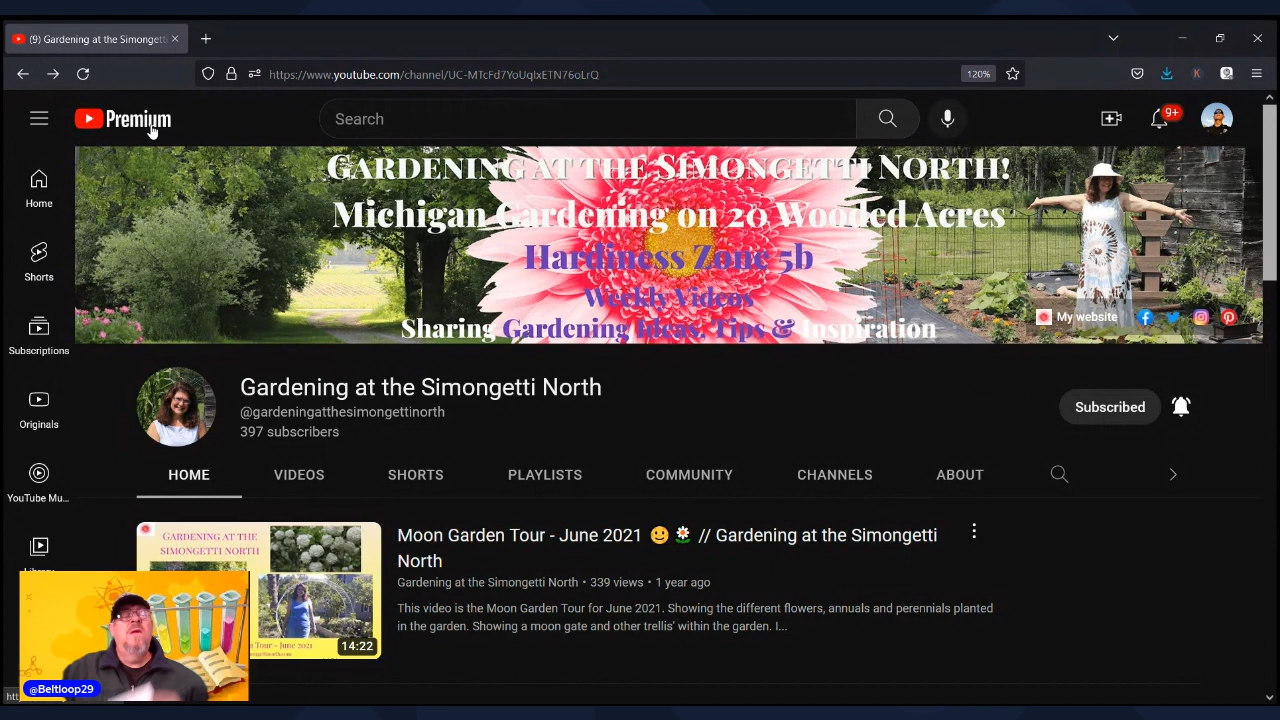 (9) Gardening at the Simongett
https://www.youtube.com/channel/UC-MTcFd7YoUqIxETN76oLrQ
120%
Premium
Search
9+
GARDENING AT THE SIMONGETTI NORTH!
Michigan Gardening on 20 Wooded Acres
Hardiness Zone 5b
Weekly Videos
Sharing Gardening Ideas, Tips & Inspiration
My website
Home
Shorts
Subscriptions
Originals
YouTube Mu...
Library
Gardening at the Simongetti North
@gardeningatthesimongettinorth
397 subscribers
Subscribed
HOME VIDEOS SHORTS PLAYLISTS COMMUNITY CHANNELS ABOUT
GARDENING AT THE
SIMONGETTI NORTH
n Tour - June 2021
14:22
Moon Garden Tour - June 2021 🙂 🌼 // Gardening at the Simongetti
North
Gardening at the Simongetti North • 339 views • 1 year ago
This video is the Moon Garden Tour for June 2021. Showing the different flowers, annuals and perennials planted
in the garden. Showing a moon gate and other trellis' within the garden. I...
@Beltloop29
htt